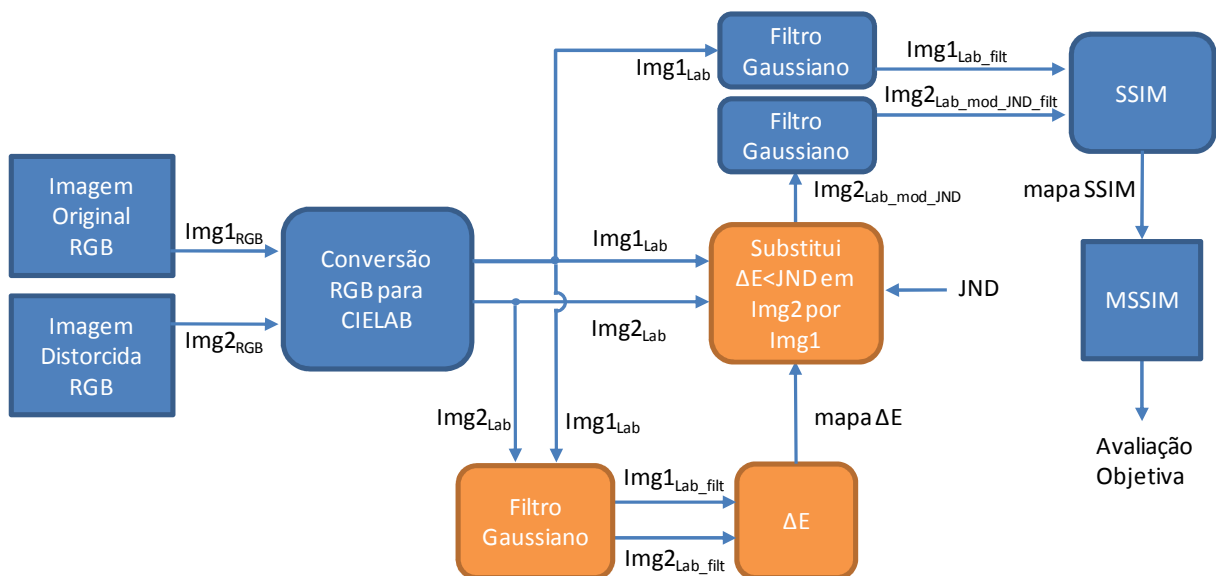 Filtro
Gaussiano
Img1Lab
Img1Lab_filt
Img2Lab_mod_JND_filt
SSIM
Filtro
Gaussiano
Imagem
Original
RGB
Img1RGB
Img2Lab_mod_JND
mapa SSIM
Conversão
RGB para
CIELAB
Img1Lab
Substitui
ΔE<JND em
Img2 por
Img1
JND
MSSIM
Imagem
Distorcida
RGB
Img2RGB
Img2Lab
Img2Lab
Img1Lab
mapa ΔE
Avaliação
Objetiva
Filtro
Gaussiano
Img1Lab_filt
Img2Lab_filt
ΔE